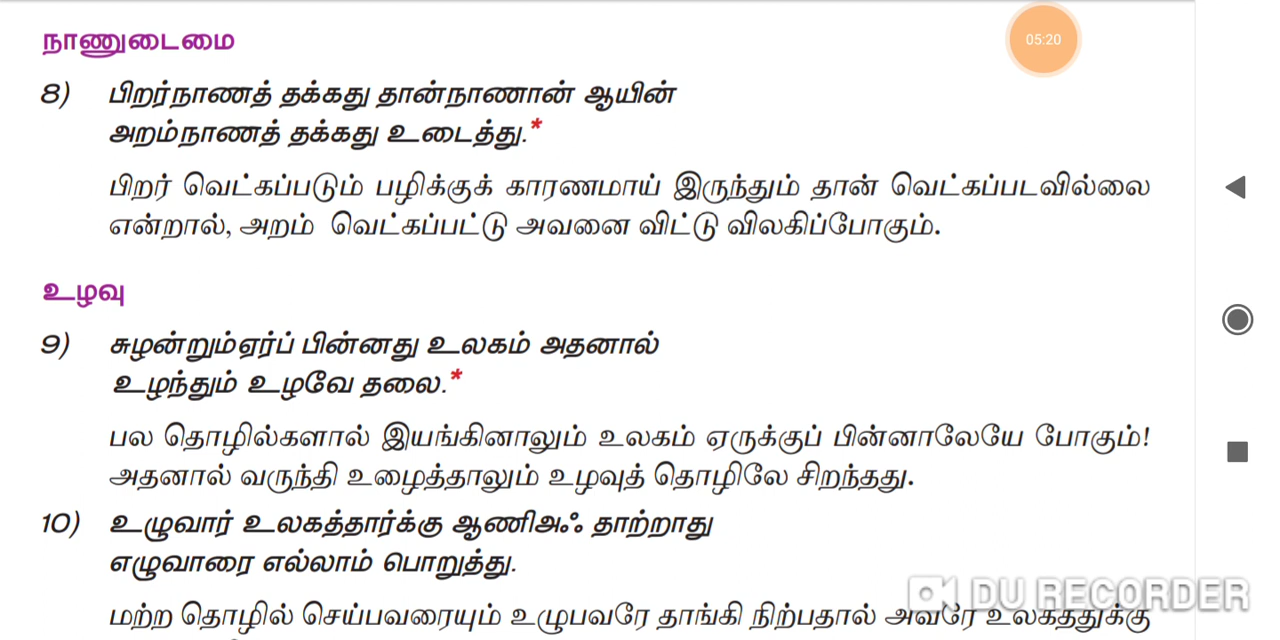 நாணுடைமை
05:20
8) பிறர்நாணத் தக்கது தான்நாணான் ஆயின்
அறம்நாணத் தக்கது உடைத்து.*
பிறர் வெட்கப்படும் பழிக்குக் காரணமாய் இருந்தும் தான் வெட்கப்படவில்லை
என்றால், அறம் வெட்கப்பட்டு அவனை விட்டு விலகிப்போகும்.
உழவு
9) சுழன்றும்ஏர்ப் பின்னது உலகம் அதனால்
உழந்தும் உழவே தலை.*
பல தொழில்களால் இயங்கினாலும் உலகம் ஏருக்குப் பின்னாலேயே போகும்!
அதனால் வருந்தி உழைத்தாலும் உழவுத் தொழிலே சிறந்தது.
10) உழுவார் உலகத்தார்க்கு ஆணிஅஃ தாற்றாது
எழுவாரை எல்லாம் பொறுத்து.
மற்ற தொழில் செய்பவரையும் உழுபவரே தாங்கி நிற்பதால் அவரே உலகத்துக்கு
DU RECORDER